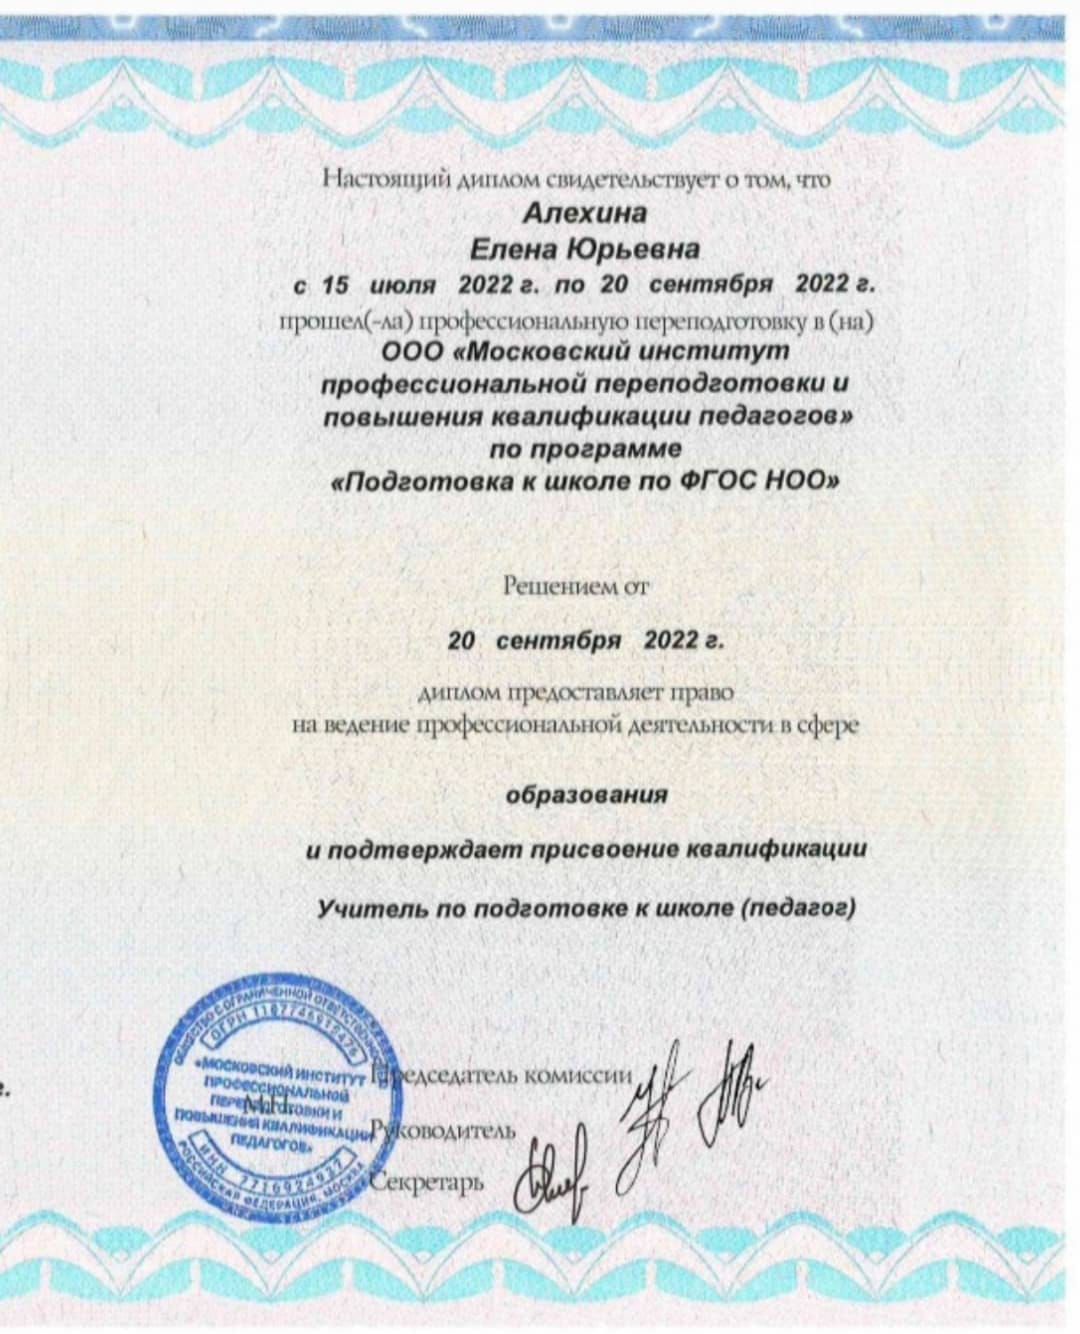 Настоящий диплом свидетельствует о том, что
Алехина
Елена Юрьевна
с 15 июля 2022 г. по 20 сентября 2022 г.
прошел(-ла) профессиональную переподготовку в (на)
ООО «Московский институт
профессиональной переподготовки и
повышения квалификации педагогов»
по программе
«Подготовка к школе по ФГОС НОО»
Решением от
20 сентября 2022 г.
диплом предоставляет право
на ведение профессиональной деятельности в сфере
образования
и подтверждает присвоение квалификации
Учитель по подготовке к школе (педагог)
г.
Председатель комиссии
М.П.
Руководитель
Секретарь
ОБЩЕСТВО С ОГРАНИЧЕННОЙ ОТВЕТСТВЕННОСТЬЮ
ОГРН
«МОСКОВСКИЙ ИНСТИТУТ
ПРОФЕССИОНАЛЬНОЙ
ПЕРЕПОДГОТОВКИ И
ПОВЫШЕНИЯ КВАЛИФИКАЦИИ
ПЕДАГОГОВ»
ИНН 7716924937
РОССИЙСКАЯ ФЕДЕРАЦИЯ, МОСКВА